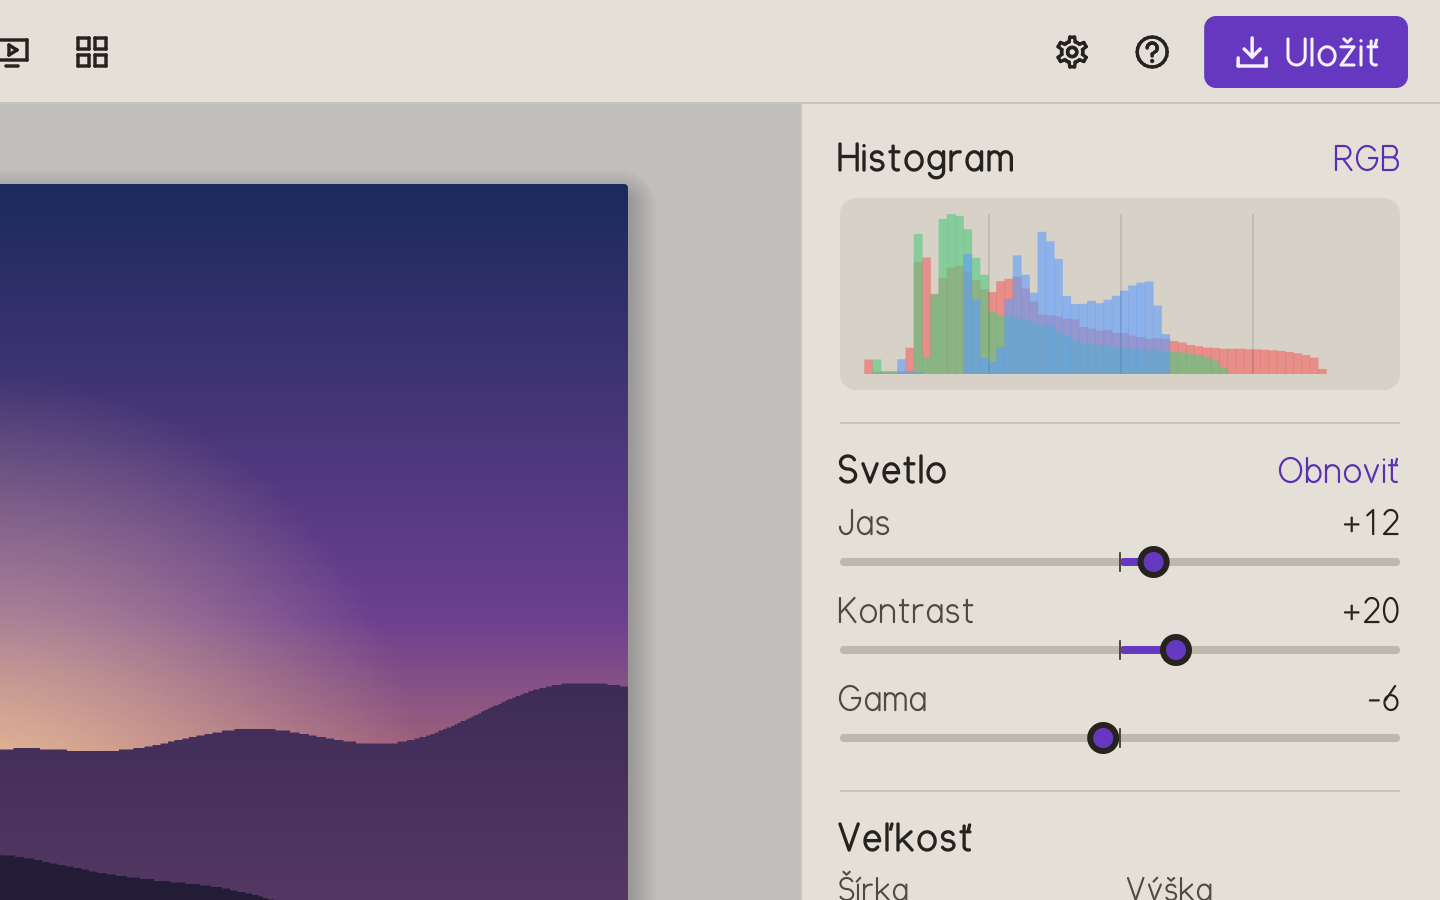 Uložiť
Histogram RGB
Svetlo Obnoviť
Jas +12
Kontrast +20
Gama -6
Veľkosť
Šírka Výška